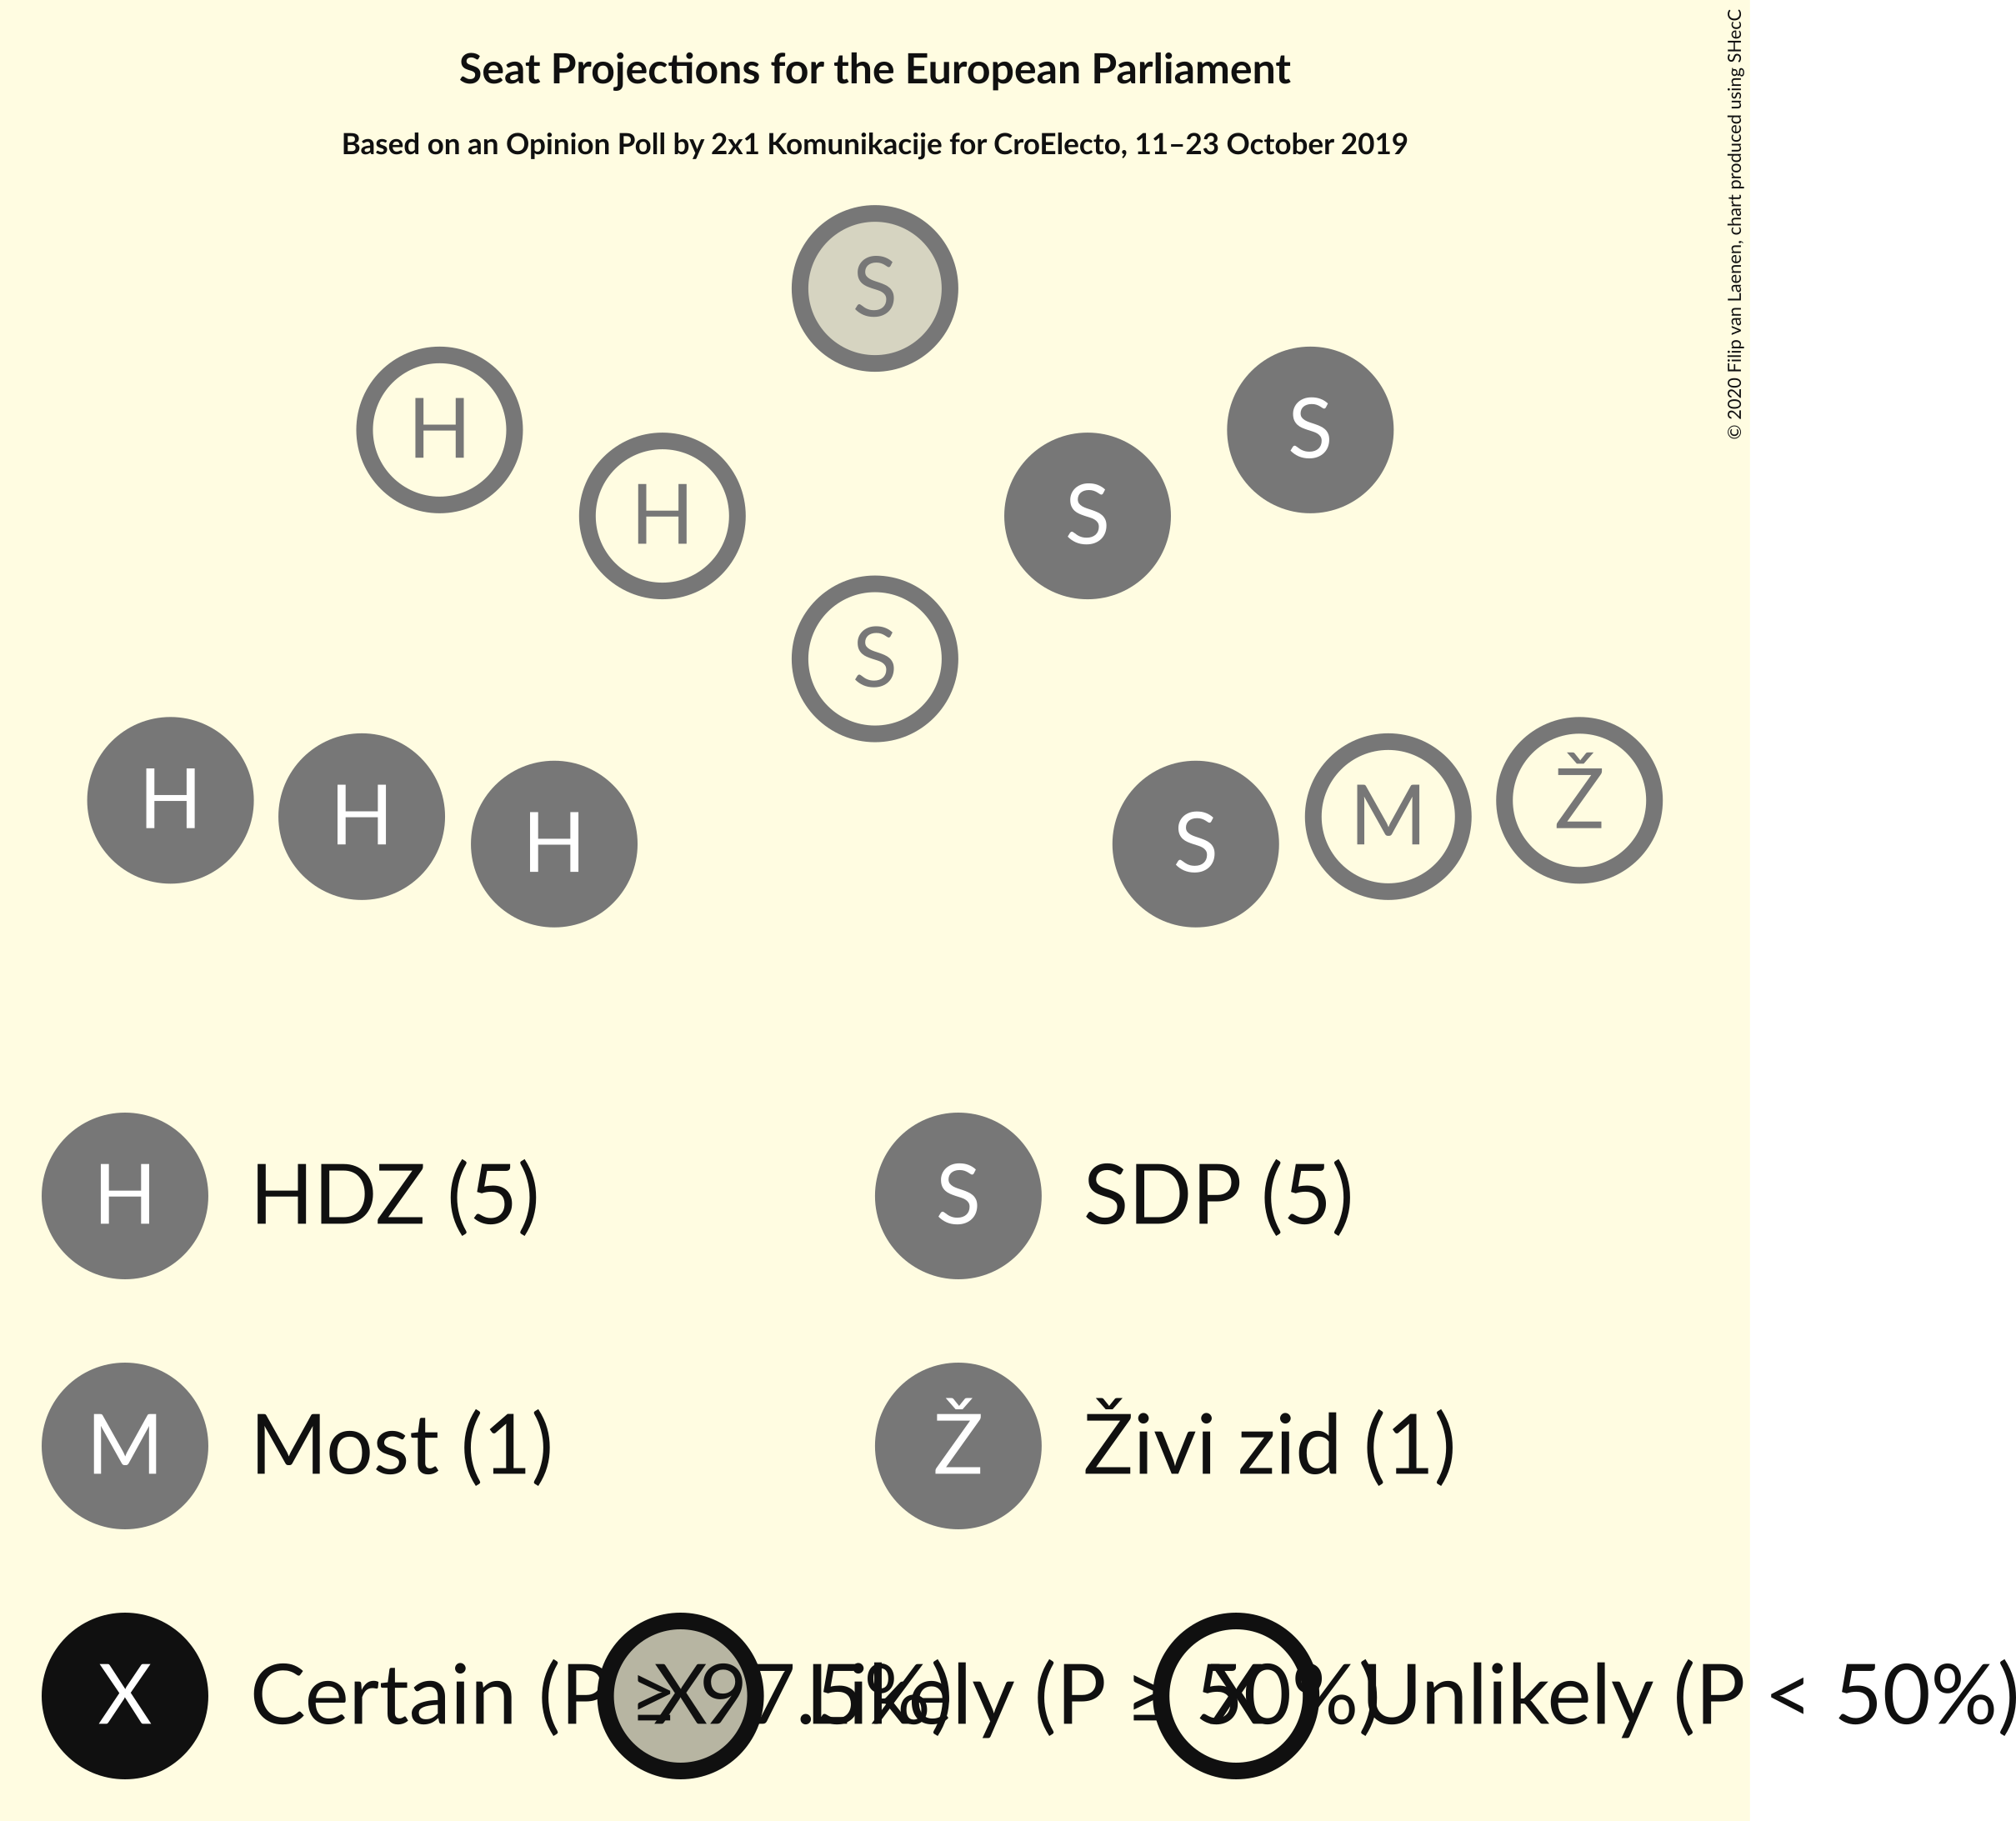 Seat Projections for the European Parliament
Based on an Opinion Poll by 2x1 Komunikacije for CroElecto, 11–23 October 2019
© 2020 Filip van Laenen, chart produced using SHecC
S
H
S
H
S
S
H
H
H
S
M
Ž
H HDZ (5)
S SDP (5)
M Most (1)
Ž Živi zid (1)
X Certain (P ≥ 97.5%)
X Likely (P ≥ 50%)
X Unlikely (P < 50%)